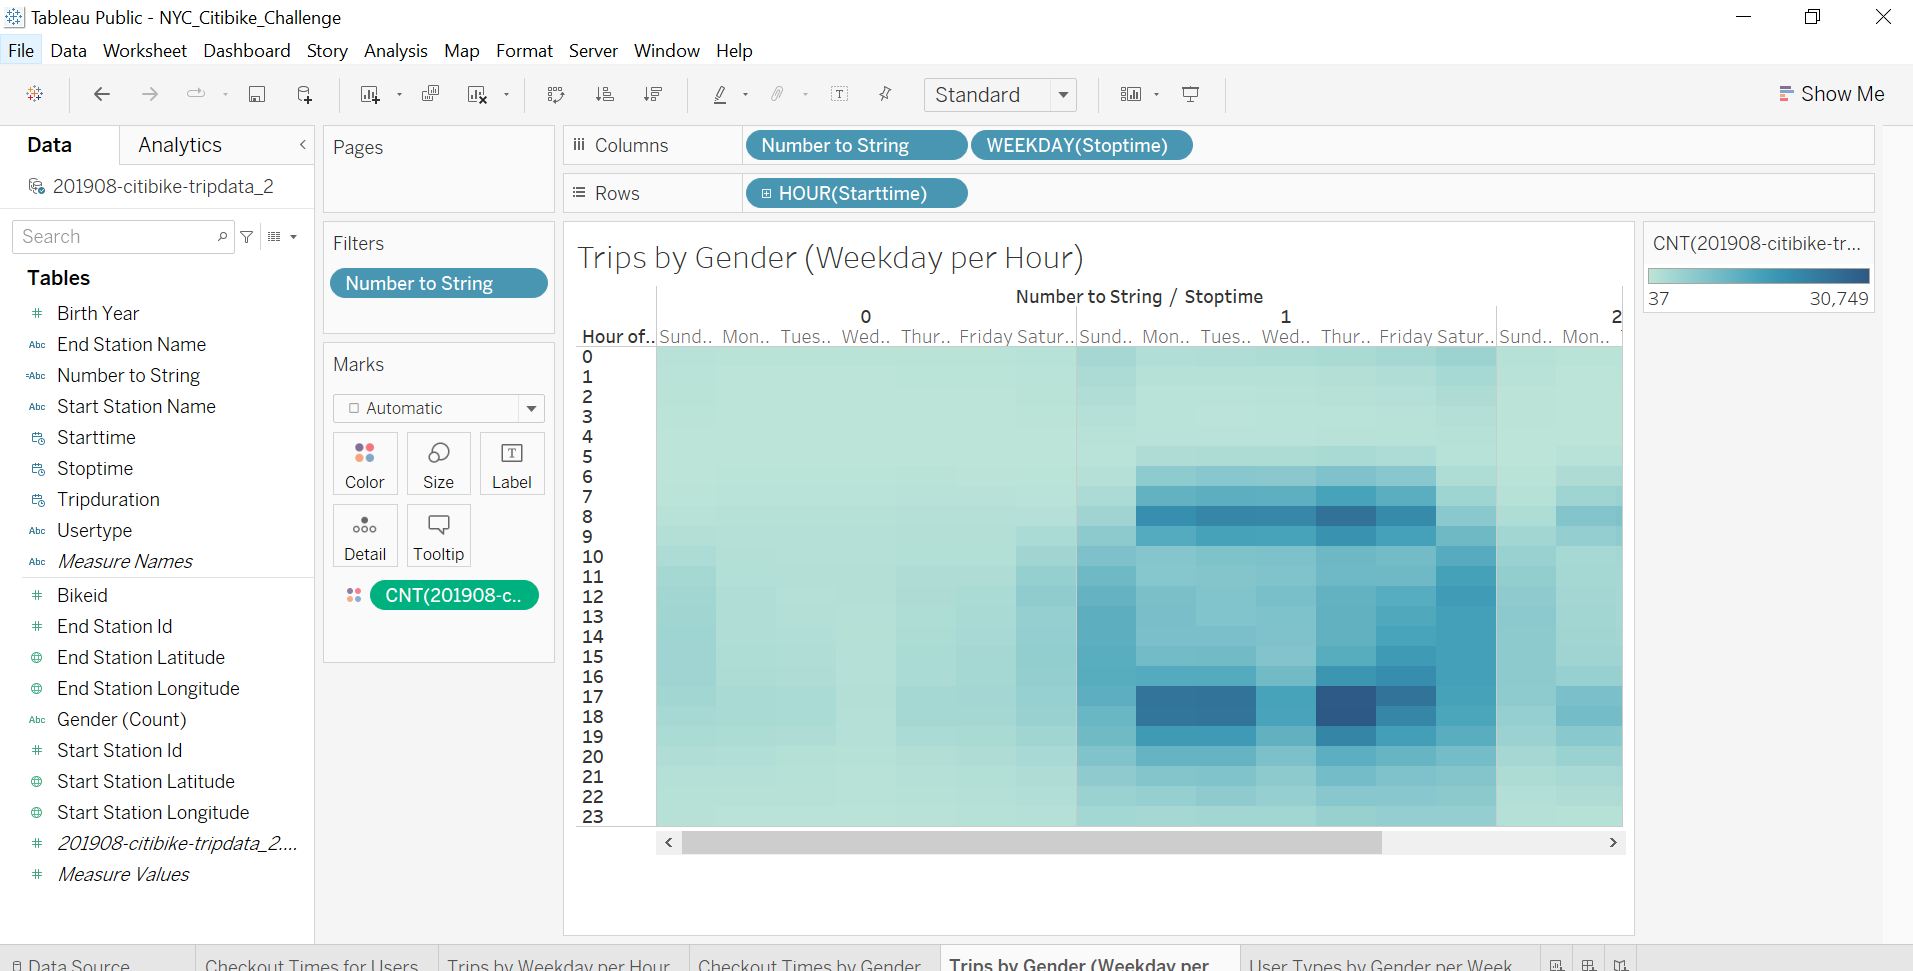 Tableau Public - NYC_Citibike_Challenge
File Data Worksheet Dashboard Story Analysis Map Format Server Window Help
Standard
Show Me
Data Analytics
201908-citibike-tripdata_2
Search
Tables
# Birth Year
Abc End Station Name
=Abc Number to String
Abc Start Station Name
Starttime
Stoptime
Tripduration
Abc Usertype
Abc Measure Names
# Bikeid
# End Station Id
End Station Latitude
End Station Longitude
Abc Gender (Count)
# Start Station Id
Start Station Latitude
Start Station Longitude
# 201908-citibike-tripdata_2....
# Measure Values
Pages
Filters
Number to String
Marks
Automatic
Color Size Label
Detail Tooltip
CNT(201908-c..
Columns Number to String WEEKDAY(Stoptime)
Rows HOUR(Starttime)
Trips by Gender (Weekday per Hour)
Number to String / Stoptime
0 1 2
Hour of.. Sund.. Mon.. Tues.. Wed.. Thur.. Friday Satur.. Sund.. Mon.. Tues.. Wed.. Thur.. Friday Satur.. Sund.. Mon..
0
1
2
3
4
5
6
7
8
9
10
11
12
13
14
15
16
17
18
19
20
21
22
23
CNT(201908-citibike-tr...
37 30,749
Data Source Checkout Times for Users Trips by Weekday per Hour Checkout Times by Gender Trips by Gender (Weekday per User Types by Gender per Week